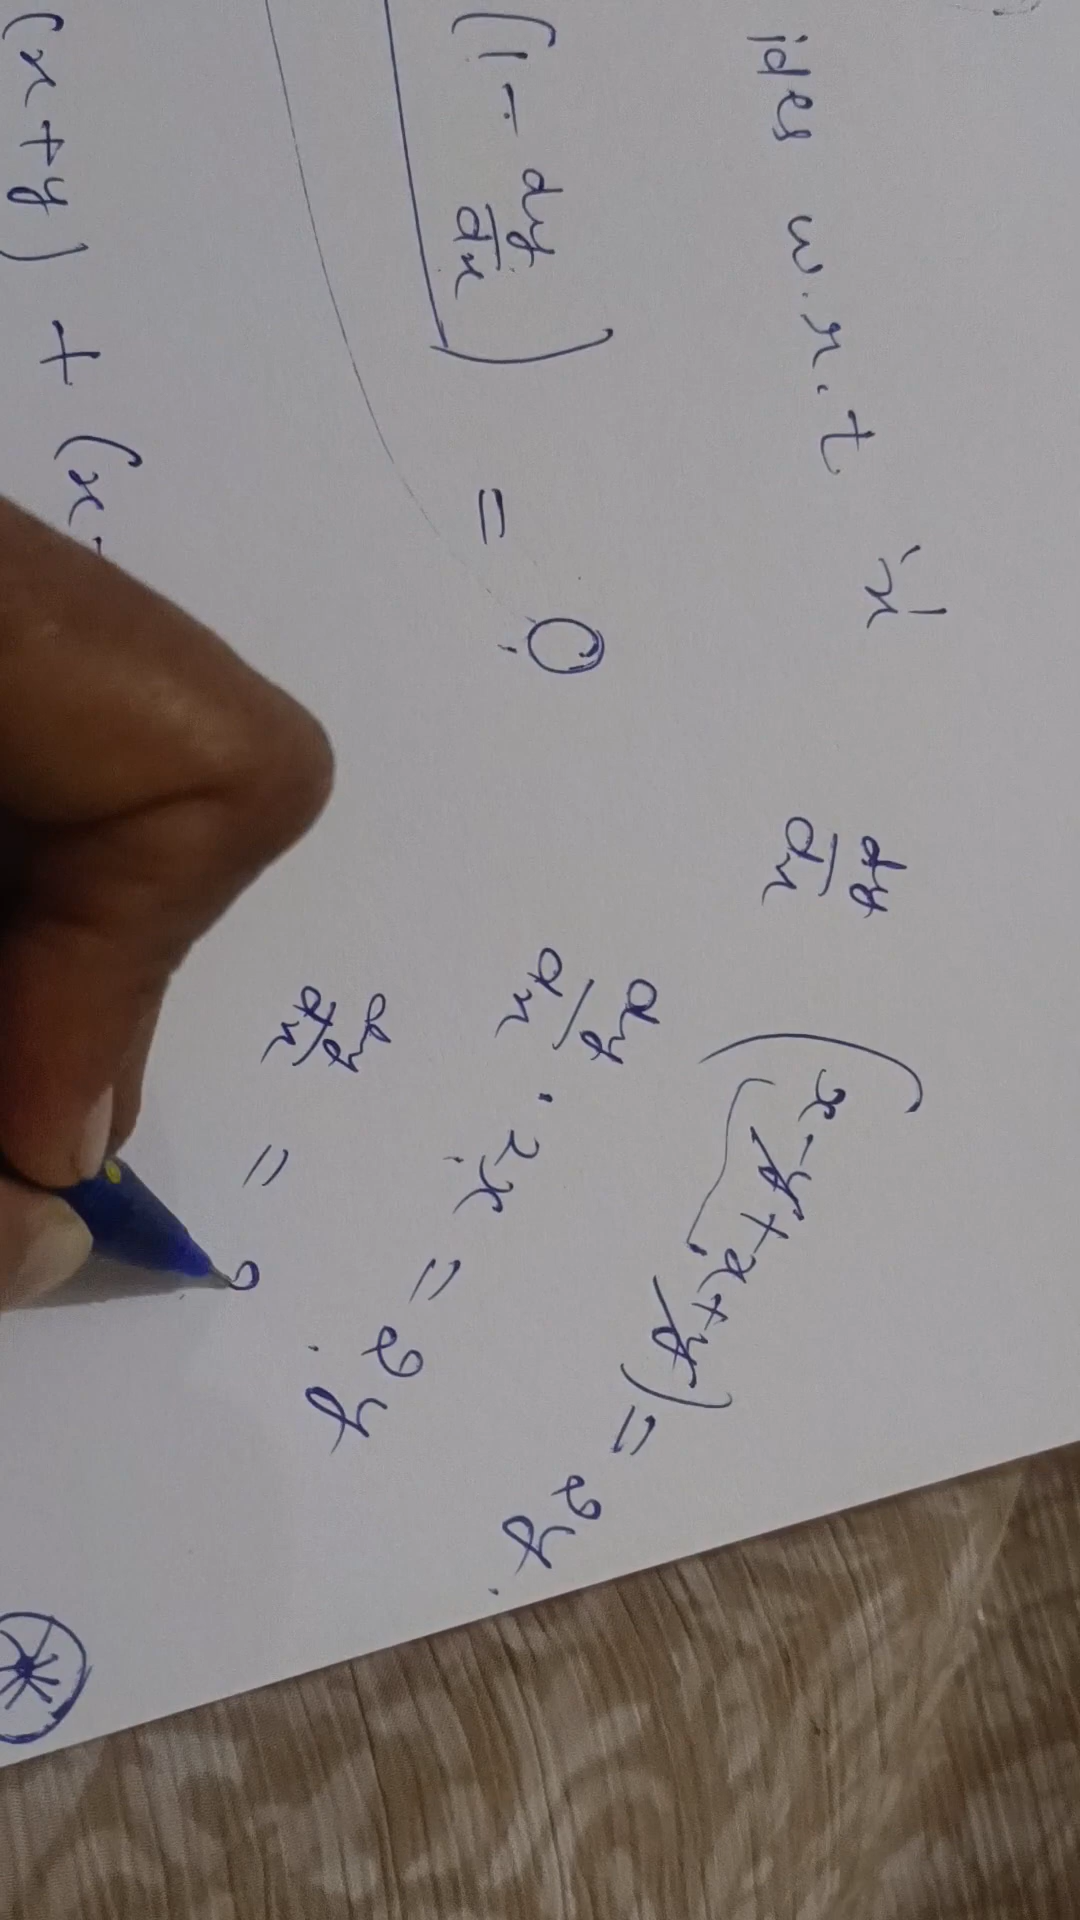 ides w.r.t 'x'
(1 - dy/dx) = 0
(x+y) + (x-
dy/dx (x-y+x+y) = 2y.
dy/dx . 2x = 2y.
dy/dx =